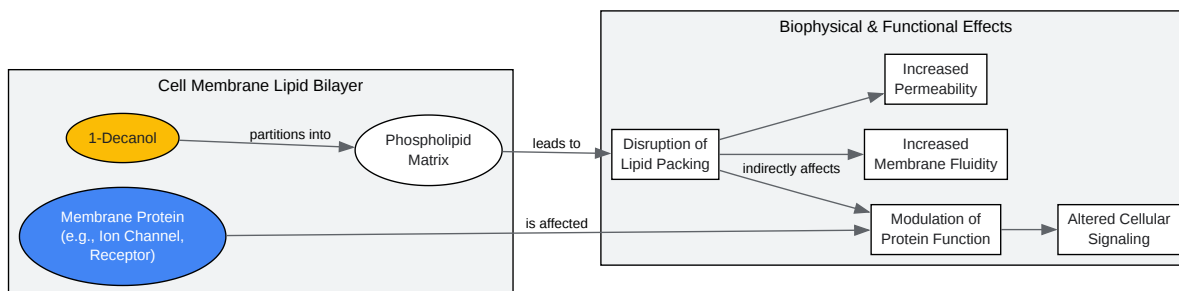 Cell Membrane Lipid Bilayer
1-Decanol
partitions into
Phospholipid
Matrix
Membrane Protein
(e.g., Ion Channel,
Receptor)
leads to
is affected
Biophysical & Functional Effects
Disruption of
Lipid Packing
indirectly affects
Increased
Permeability
Increased
Membrane Fluidity
Modulation of
Protein Function
Altered Cellular
Signaling